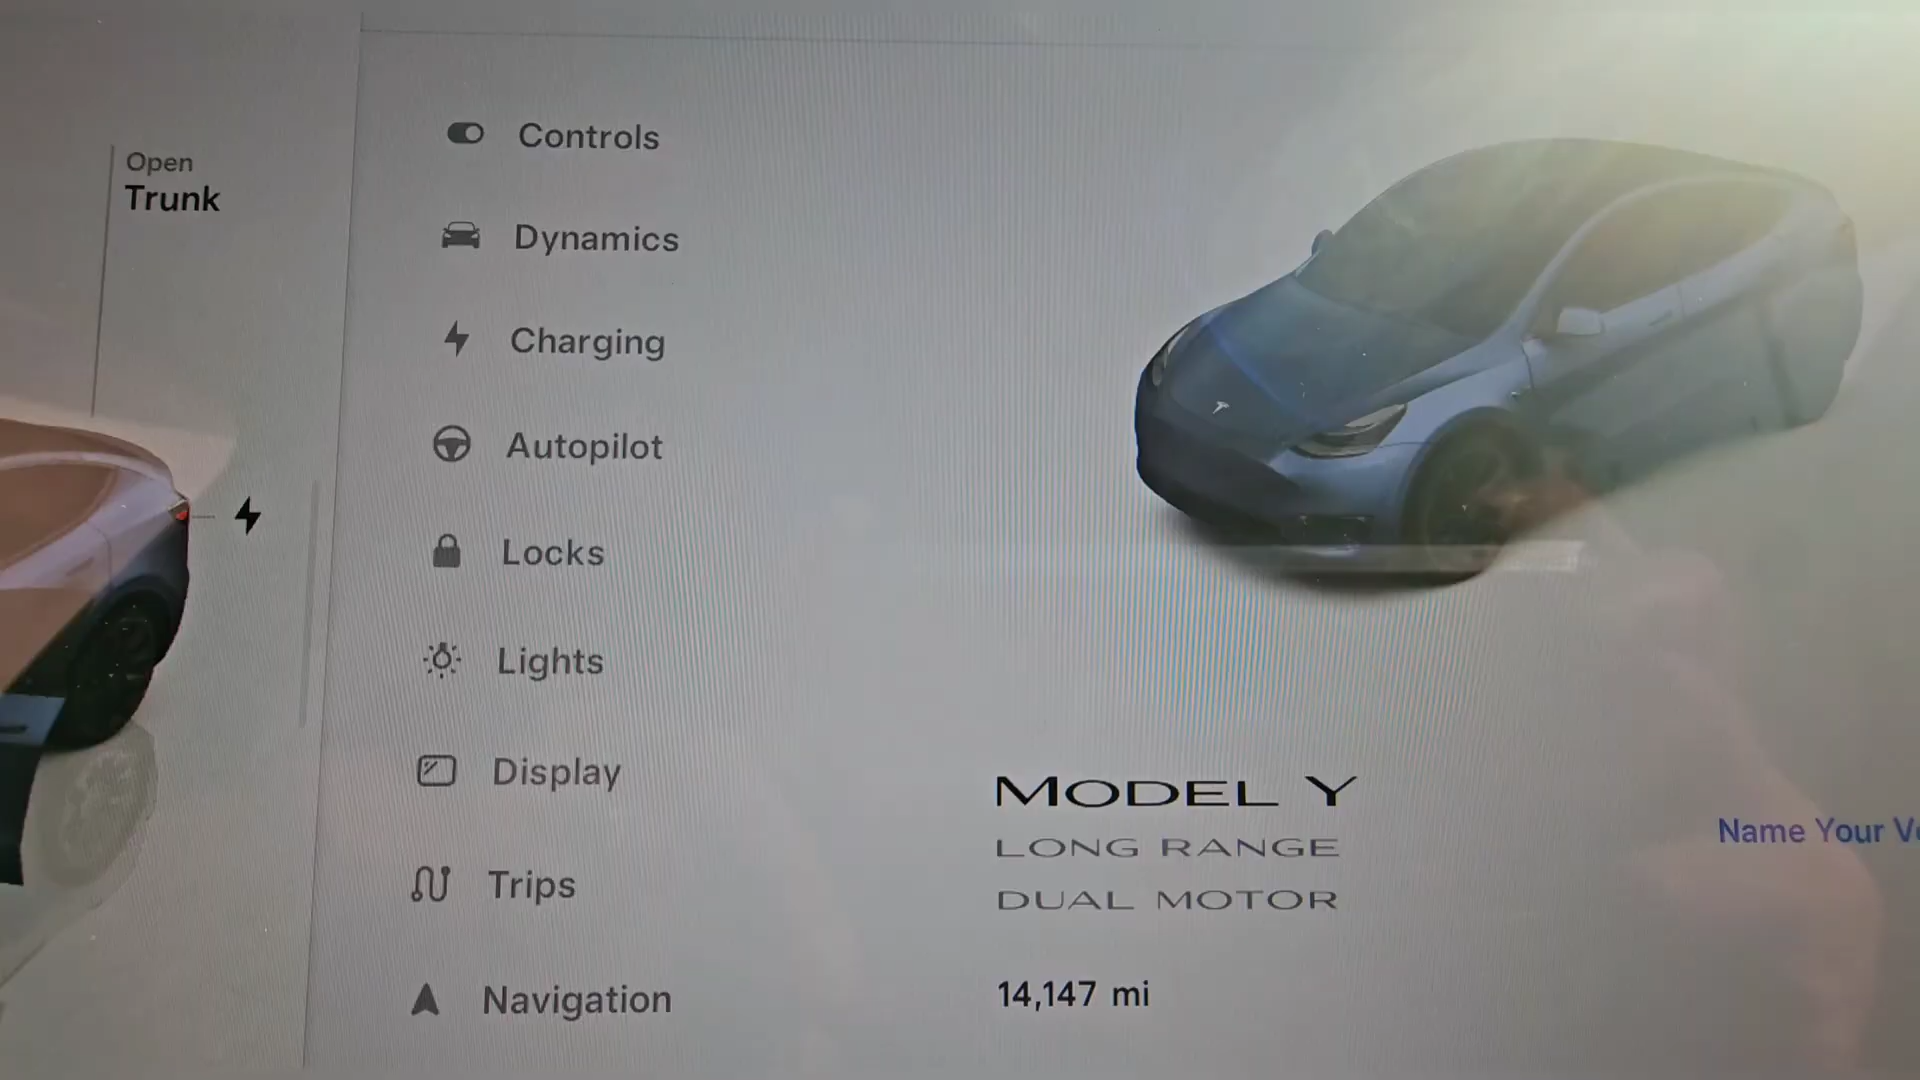 Open
Trunk
Controls
Dynamics
Charging
Autopilot
Locks
Lights
Display
Trips
Navigation
MODEL Y
LONG RANGE
DUAL MOTOR
14,147 mi
Name Your